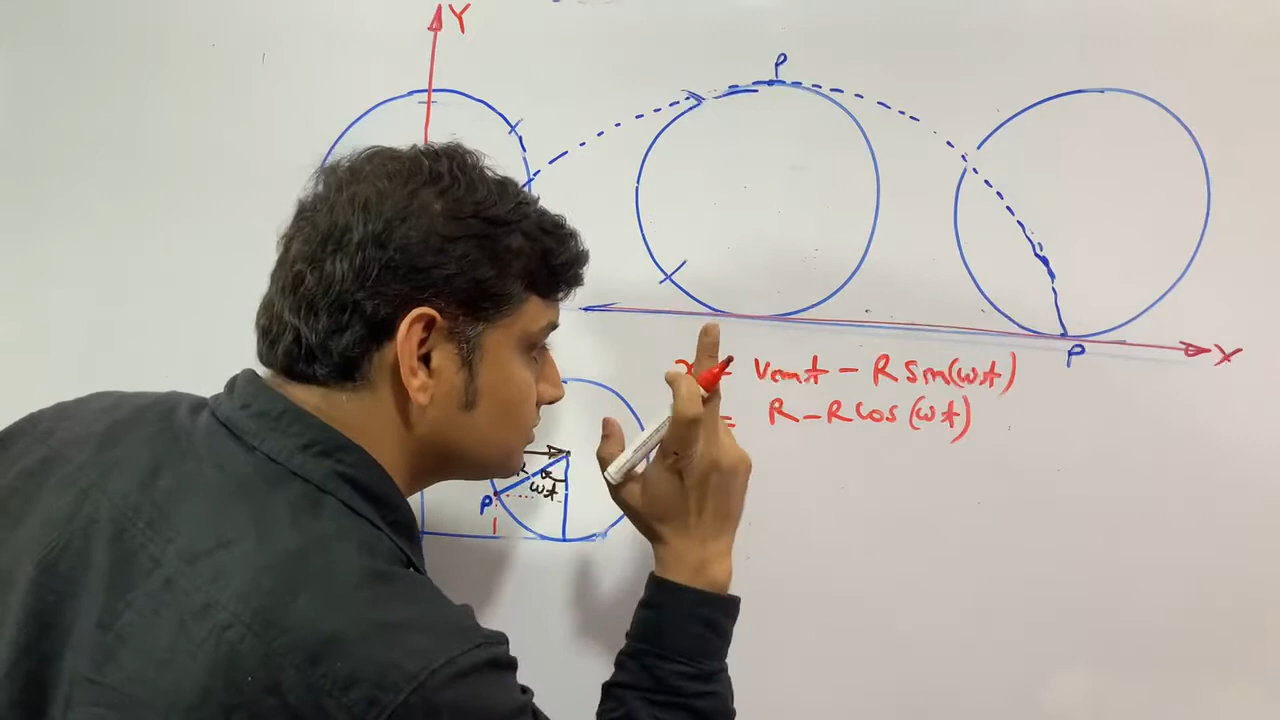 Y
P
X
x = vcmt - R sin(ωt)
= R - R cos(ωt)
P
R
ωt
P